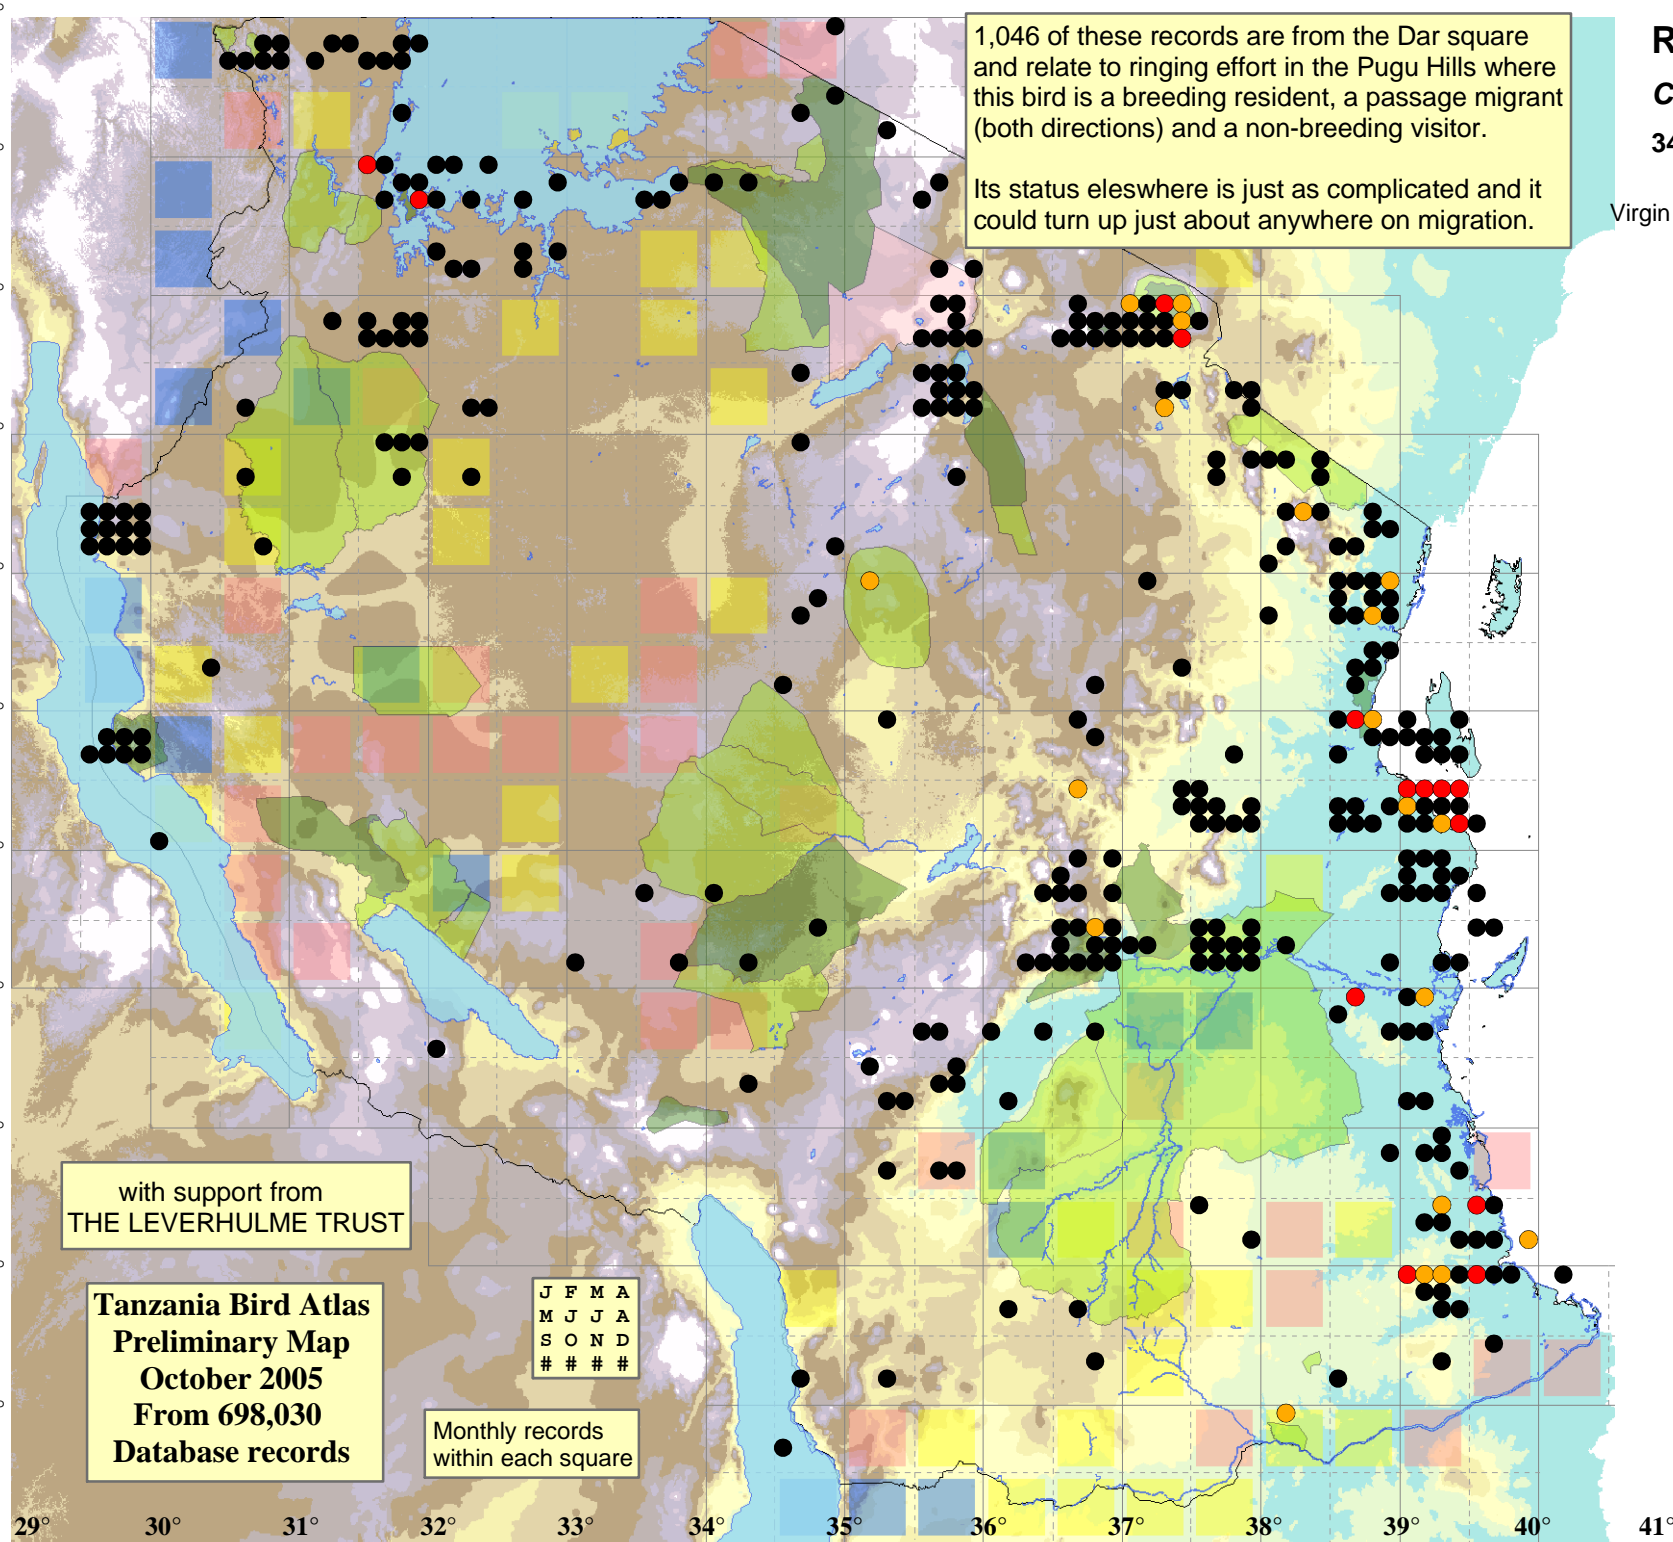 1,046 of these records are from the Dar square
and relate to ringing effort in the Pugu Hills where
this bird is a breeding resident, a passage migrant
(both directions) and a non-breeding visitor.
Its status eleswhere is just as complicated and it
could turn up just about anywhere on migration.
R
C
34
Virgin
with support from
THE LEVERHULME TRUST
Tanzania Bird Atlas
Preliminary Map
October 2005
From 698,030
Database records
J F M A
M J J A
S O N D
# # # #
Monthly records
within each square
29° 30° 31° 32° 33° 34° 35° 36° 37° 38° 39° 40° 41°